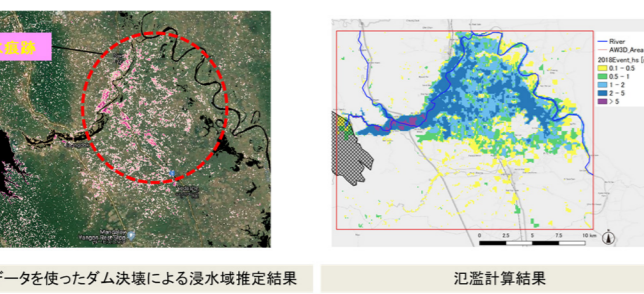 痕跡
River
AW3D_Area
2018Event_hs
0.1 - 0.5
0.5 - 1
1 - 2
2 - 5
> 5
0 2.5 5 7.5 10 km
データを使ったダム決壊による浸水域推定結果
氾濫計算結果